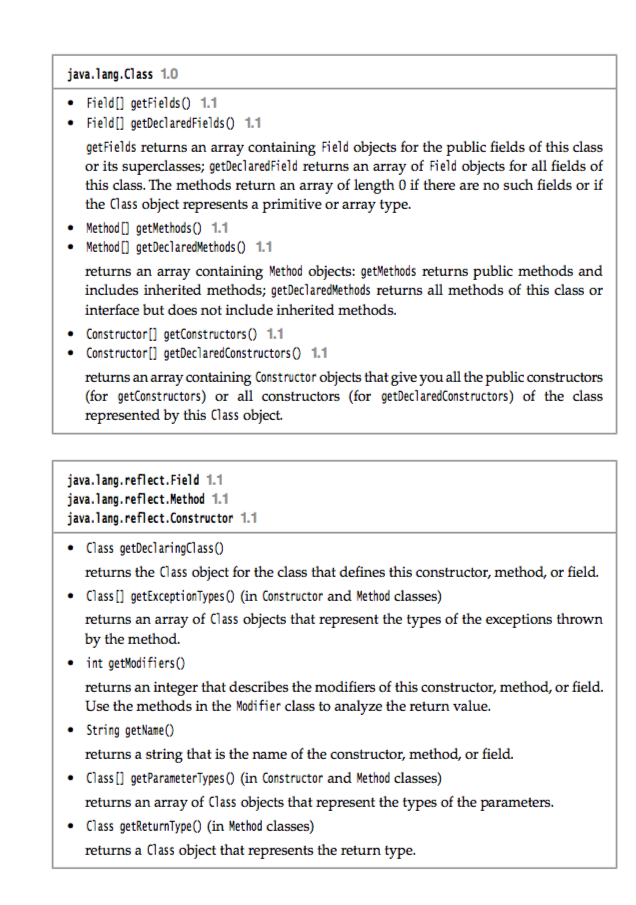 java.lang.Class 1.0
• Field[] getFields() 1.1
• Field[] getDeclaredFields() 1.1
getFields returns an array containing Field objects for the public fields of this class
or its superclasses; getDeclaredField returns an array of Field objects for all fields of
this class. The methods return an array of length 0 if there are no such fields or if
the Class object represents a primitive or array type.
• Method[] getMethods() 1.1
• Method[] getDeclaredMethods() 1.1
returns an array containing Method objects: getMethods returns public methods and
includes inherited methods; getDeclaredMethods returns all methods of this class or
interface but does not include inherited methods.
• Constructor[] getConstructors() 1.1
• Constructor[] getDeclaredConstructors() 1.1
returns an array containing Constructor objects that give you all the public constructors
(for getConstructors) or all constructors (for getDeclaredConstructors) of the class
represented by this Class object.
java.lang.reflect.Field 1.1
java.lang.reflect.Method 1.1
java.lang.reflect.Constructor 1.1
• Class getDeclaringClass()
returns the Class object for the class that defines this constructor, method, or field.
• Class[] getExceptionTypes() (in Constructor and Method classes)
returns an array of Class objects that represent the types of the exceptions thrown
by the method.
• int getModifiers()
returns an integer that describes the modifiers of this constructor, method, or field.
Use the methods in the Modifier class to analyze the return value.
• String getName()
returns a string that is the name of the constructor, method, or field.
• Class[] getParameterTypes() (in Constructor and Method classes)
returns an array of Class objects that represent the types of the parameters.
• Class getReturnType() (in Method classes)
returns a Class object that represents the return type.